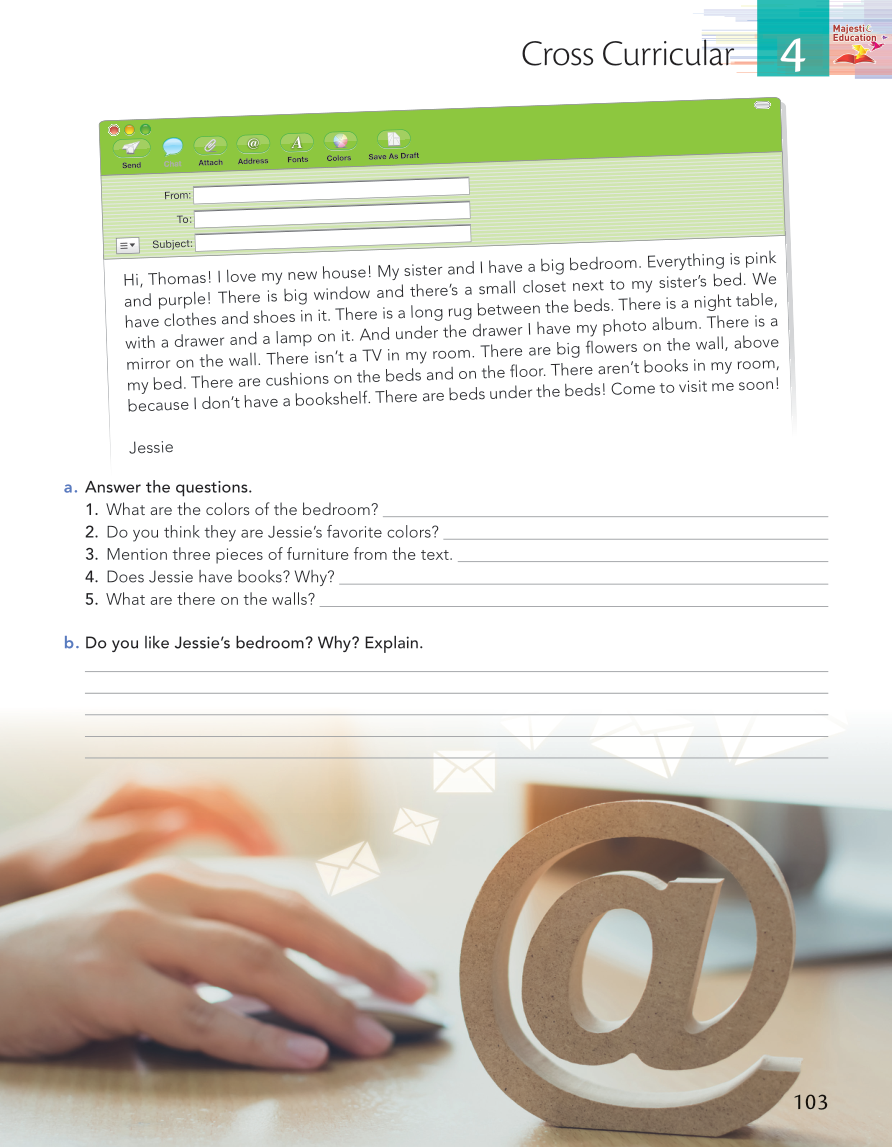 Cross Curricular
4
Majestic
Education
Send
Attach
Address
Fonts
Colors
Save As Draft
From:
To:
Subject:
Hi, Thomas! I love my new house! My sister and I have a big bedroom. Everything is pink
and purple! There is big window and there's a small closet next to my sister's bed. We
have clothes and shoes in it. There is a long rug between the beds. There is a night table,
with a drawer and a lamp on it. And under the drawer I have my photo album. There is a
mirror on the wall. There isn't a TV in my room. There are big flowers on the wall, above
my bed. There are cushions on the beds and on the floor. There aren't books in my room,
because I don't have a bookshelf. There are beds under the beds! Come to visit me soon!
Jessie
a. Answer the questions.
1. What are the colors of the bedroom?
2. Do you think they are Jessie's favorite colors?
3. Mention three pieces of furniture from the text.
4. Does Jessie have books? Why?
5. What are there on the walls?
b. Do you like Jessie's bedroom? Why? Explain.
103